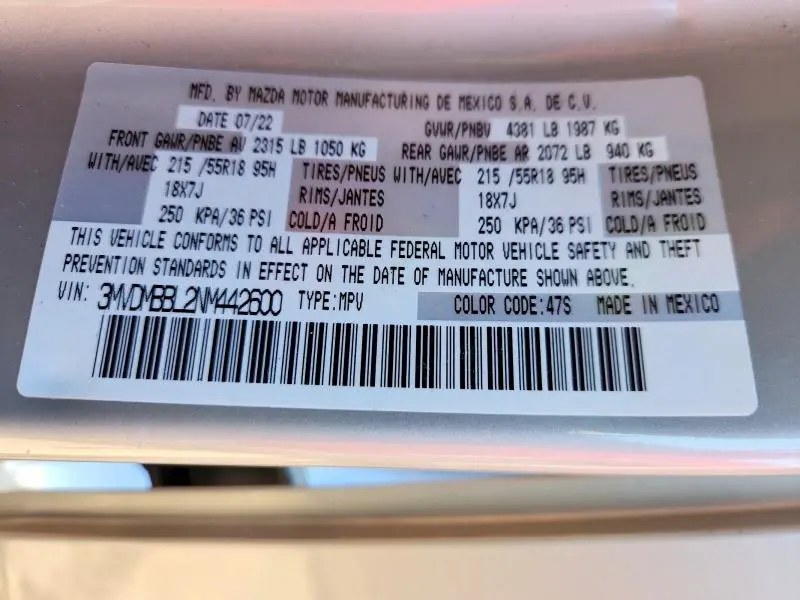 MFD. BY MAZDA MOTOR MANUFACTURING DE MEXICO S.A. DE C.V.
DATE 07/22 GVWR/PNBV 4381 LB 1987 KG
FRONT GAWR/PNBE AV 2315 LB 1050 KG REAR GAWR/PNBE AR 2072 LB 940 KG
WITH/AVEC 215 /55R18 95H TIRES/PNEUS WITH/AVEC 215 /55R18 95H TIRES/PNEUS
18X7J RIMS/JANTES 18X7J RIMS/JANTES
250 KPA/36 PSI COLD/A FROID 250 KPA/36 PSI COLD/A FROID
THIS VEHICLE CONFORMS TO ALL APPLICABLE FEDERAL MOTOR VEHICLE SAFETY AND THEFT
PREVENTION STANDARDS IN EFFECT ON THE DATE OF MANUFACTURE SHOWN ABOVE.
VIN: 3MVDMBBL2NM442600 TYPE:MPV COLOR CODE:47S MADE IN MEXICO